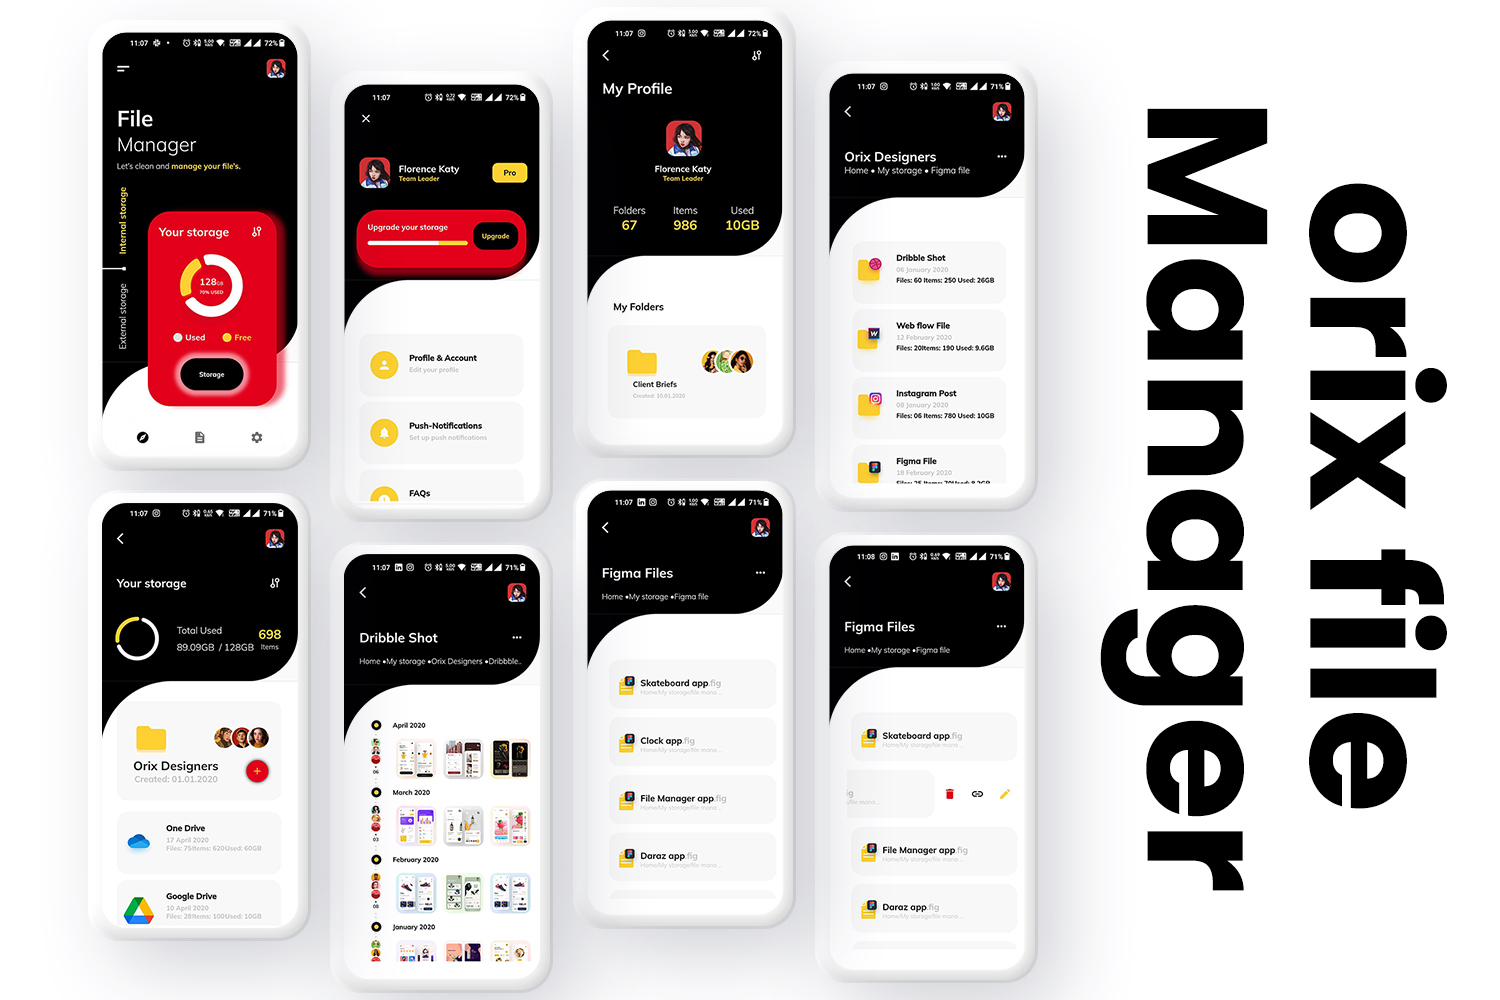 11:07
72%
File
Manager
Let's clean and manage your file's.
Internal storage
External storage
Your storage
128GB
70% USED
Used
Free
Storage
11:07
72%
Florence Katy
Team Leader
Pro
Upgrade your storage
Upgrade
Profile & Account
Edit your profile
Push-Notifications
Set up push notifications
FAQs
11:07
72%
My Profile
Florence Katy
Team Leader
Folders Items Used
67 986 10GB
My Folders
Client Briefs
Created: 10.01.2020
11:07
71%
Orix Designers
Home • My storage • Figma file
Dribble Shot
06 January 2020
Files: 60 Items: 250 Used: 26GB
Web flow File
12 February 2020
Files: 20Items: 190 Used: 9.6GB
Instagram Post
08 January 2020
Files: 06 Items: 780 Used: 10GB
Figma File
18 February 2020
Files: 25 Items: 70Used: 8.2GB
11:07
71%
Your storage
Total Used
89.09GB / 128GB
698
Items
Orix Designers
Created: 01.01.2020
+
One Drive
17 April 2020
Files: 75Items: 620Used: 60GB
Google Drive
10 April 2020
Files: 28Items: 100Used: 10GB
11:07
71%
Dribble Shot
Home •My storage •Orix Designers •Dribbble..
April 2020
06
March 2020
03
February 2020
08
January 2020
11:07
71%
Figma Files
Home •My storage •Figma file
Skateboard app.fig
Home/My storage/file mana ...
Clock app.fig
Home/My storage/file mana ...
File Manager app.fig
Home/My storage/file mana ...
Daraz app.fig
Home/My storage/file mana ...
11:08
71%
Figma Files
Home •My storage •Figma file
Skateboard app.fig
Home/My storage/file mana ...
ig
/file mana...
File Manager app.fig
Home/My storage/file mana ...
Daraz app.fig
Home/My storage/file mana ...
orix file
Manager